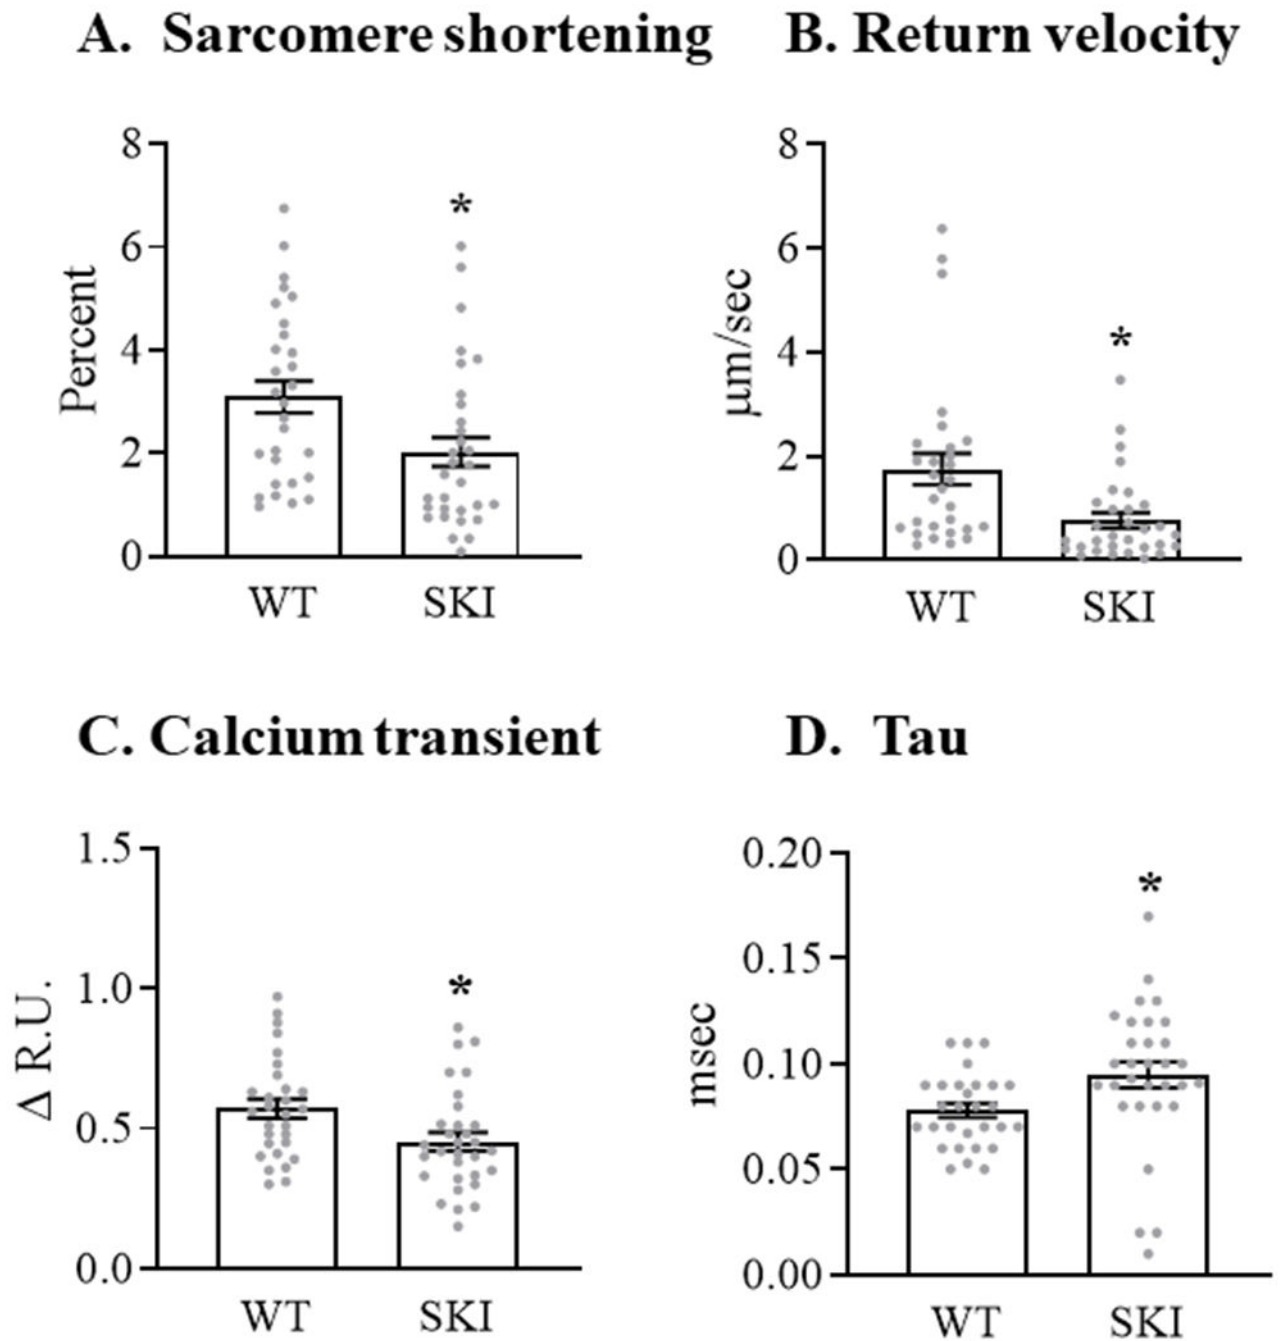 A. Sarcomere shortening
B. Return velocity
8
6
4
2
0
Percent
*
WT
SKI
8
6
4
2
0
µm/sec
*
WT
SKI
C. Calcium transient
D. Tau
1.5
1.0
0.5
0.0
Δ R.U.
*
WT
SKI
0.20
0.15
0.10
0.05
0.00
msec
*
WT
SKI